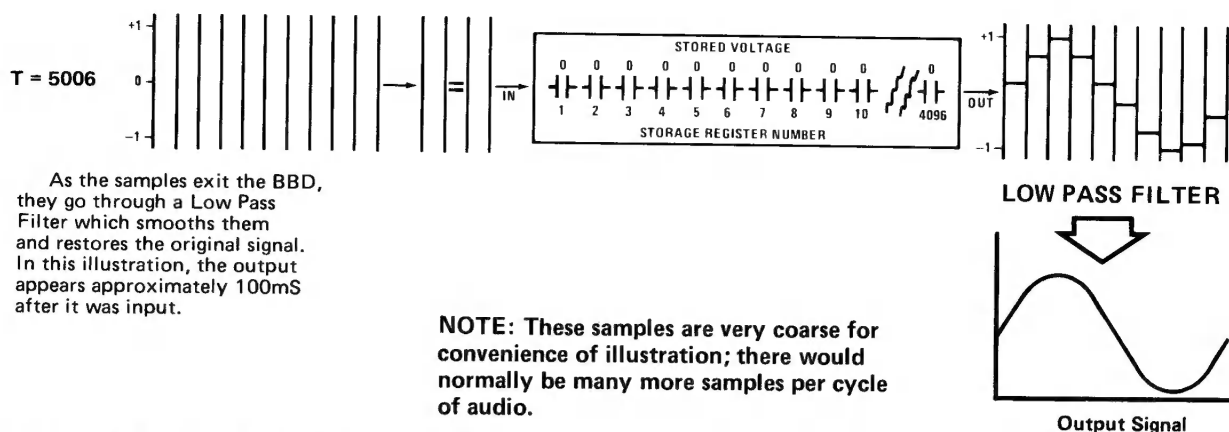 +1
T = 5006
0
−1
=
IN
STORED VOLTAGE
0 0 0 0 0 0 0 0 0 0 0
1 2 3 4 5 6 7 8 9 10 4096
STORAGE REGISTER NUMBER
OUT
+1
−1
As the samples exit the BBD,
they go through a Low Pass
Filter which smooths them
and restores the original signal.
In this illustration, the output
appears approximately 100mS
after it was input.
NOTE: These samples are very coarse for
convenience of illustration; there would
normally be many more samples per cycle
of audio.
LOW PASS FILTER
Output Signal